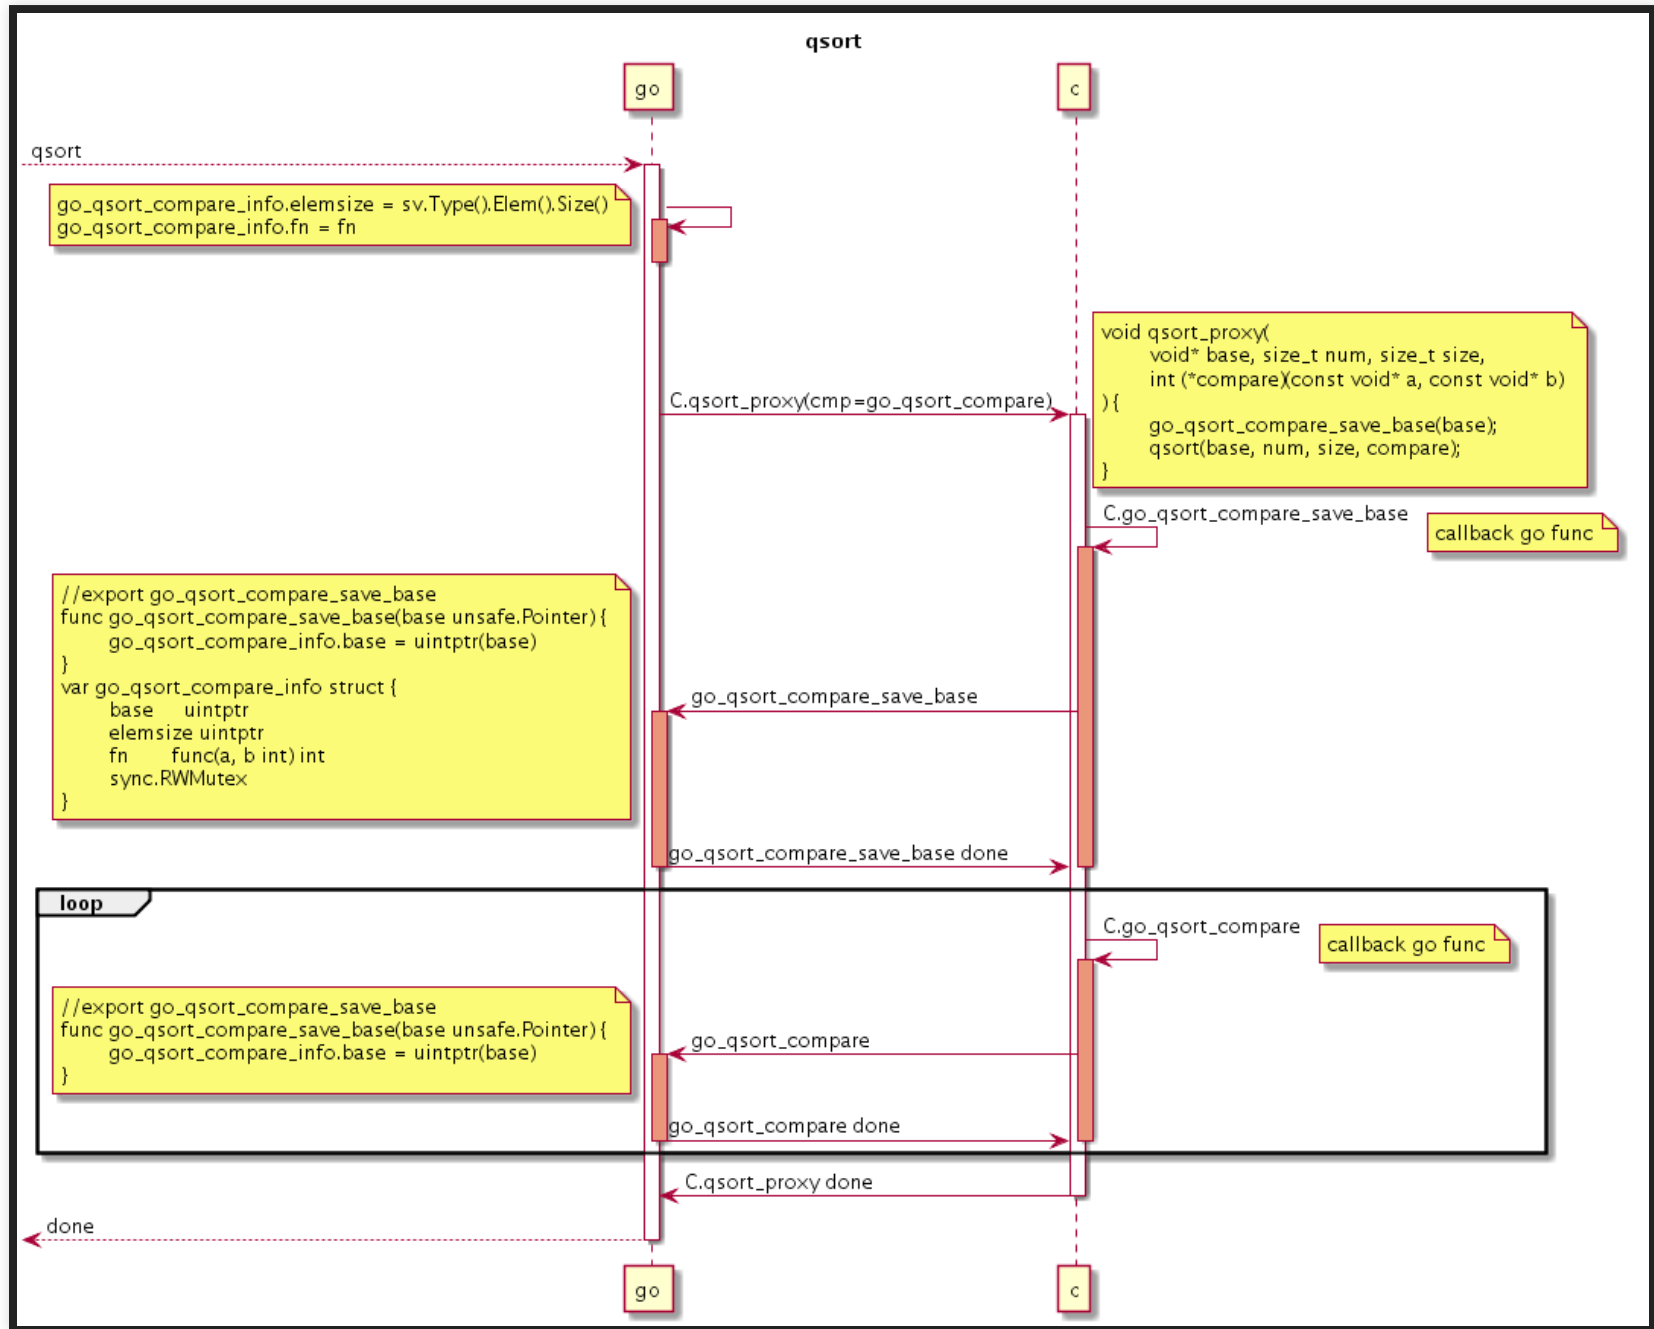 qsort
go
c
qsort
go_qsort_compare_info.elemsize = sv.Type().Elem().Size()
go_qsort_compare_info.fn = fn
void qsort_proxy(
void* base, size_t num, size_t size,
int (*compare)(const void* a, const void* b)
) {
go_qsort_compare_save_base(base);
qsort(base, num, size, compare);
}
C.qsort_proxy(cmp=go_qsort_compare)
C.go_qsort_compare_save_base
callback go func
//export go_qsort_compare_save_base
func go_qsort_compare_save_base(base unsafe.Pointer) {
go_qsort_compare_info.base = uintptr(base)
}
var go_qsort_compare_info struct {
base uintptr
elemsize uintptr
fn func(a, b int) int
sync.RWMutex
}
go_qsort_compare_save_base
go_qsort_compare_save_base done
loop
C.go_qsort_compare
callback go func
//export go_qsort_compare_save_base
func go_qsort_compare_save_base(base unsafe.Pointer) {
go_qsort_compare_info.base = uintptr(base)
}
go_qsort_compare
go_qsort_compare done
C.qsort_proxy done
done
go
c